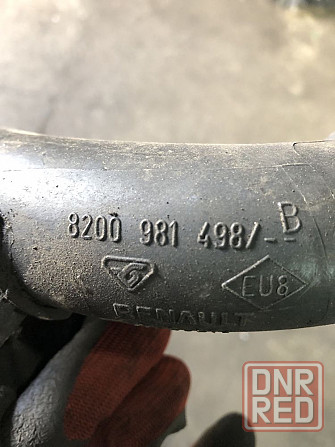 8200 981 498/--B
EU8
RENAULT
DNR
RED